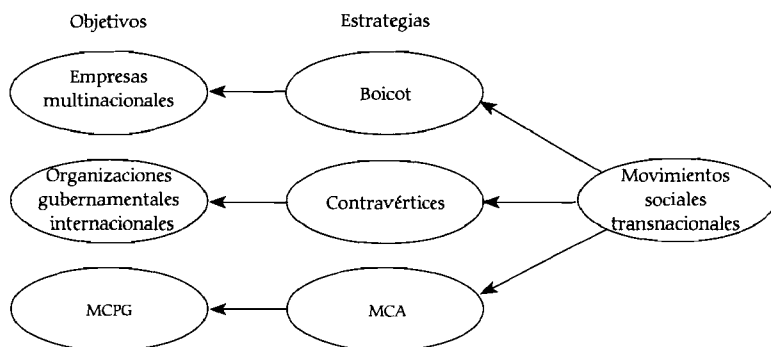 Objetivos
Estrategias
Empresas
multinacionales
Boicot
Organizaciones
gubernamentales
internacionales
Contravértices
Movimientos
sociales
transnacionales
MCPG
MCA